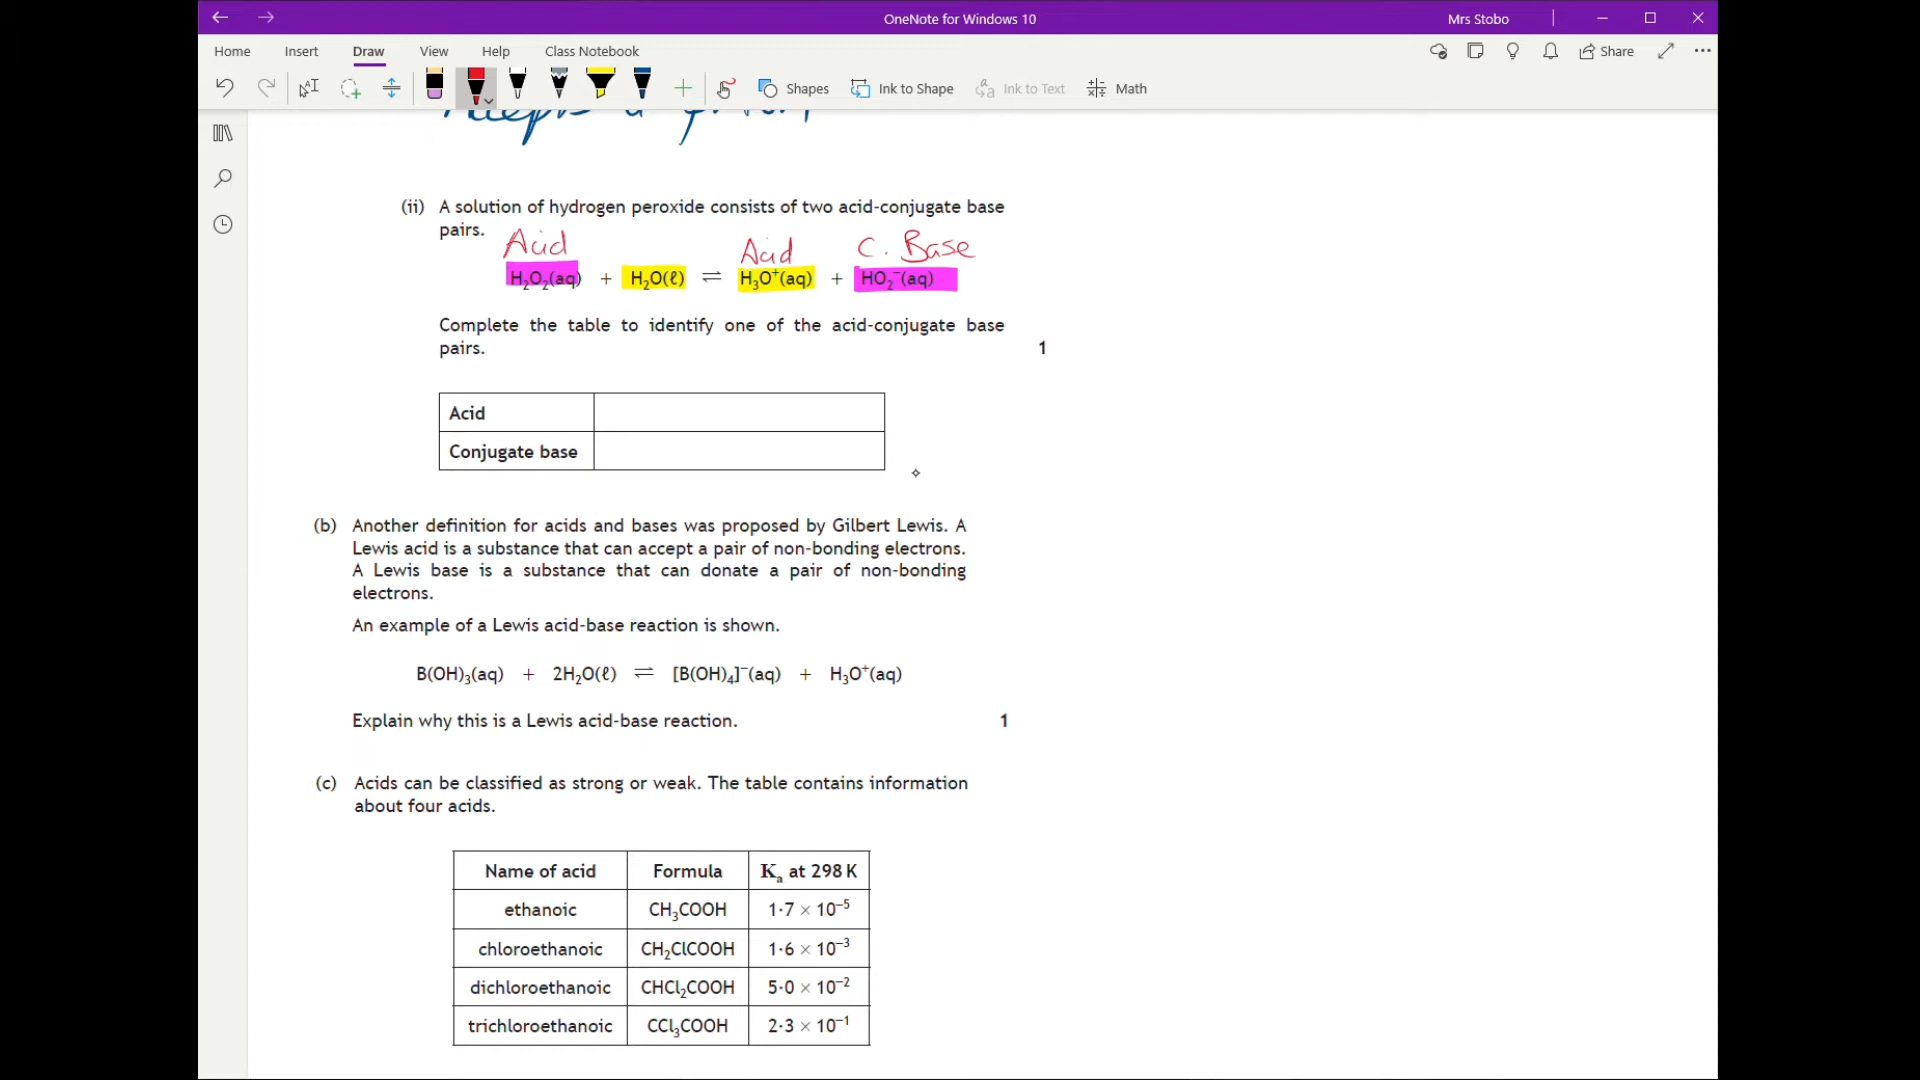 OneNote for Windows 10
Mrs Stobo
Home Insert Draw View Help Class Notebook
Share
Shapes Ink to Shape Ink to Text Math
Accepts a proton
(ii) A solution of hydrogen peroxide consists of two acid-conjugate base
pairs.
Acid Acid C. Base
H₂O₂(aq) + H₂O(ℓ) ⇌ H₃O⁺(aq) + HO₂⁻(aq)
Complete the table to identify one of the acid-conjugate base
pairs. 1
Acid
Conjugate base
(b) Another definition for acids and bases was proposed by Gilbert Lewis. A
Lewis acid is a substance that can accept a pair of non-bonding electrons.
A Lewis base is a substance that can donate a pair of non-bonding
electrons.
An example of a Lewis acid-base reaction is shown.
B(OH)₃(aq) + 2H₂O(ℓ) ⇌ [B(OH)₄]⁻(aq) + H₃O⁺(aq)
Explain why this is a Lewis acid-base reaction. 1
(c) Acids can be classified as strong or weak. The table contains information
about four acids.
Name of acid Formula Kₐ at 298 K
ethanoic CH₃COOH 1·7 × 10⁻⁵
chloroethanoic CH₂ClCOOH 1·6 × 10⁻³
dichloroethanoic CHCl₂COOH 5·0 × 10⁻²
trichloroethanoic CCl₃COOH 2·3 × 10⁻¹